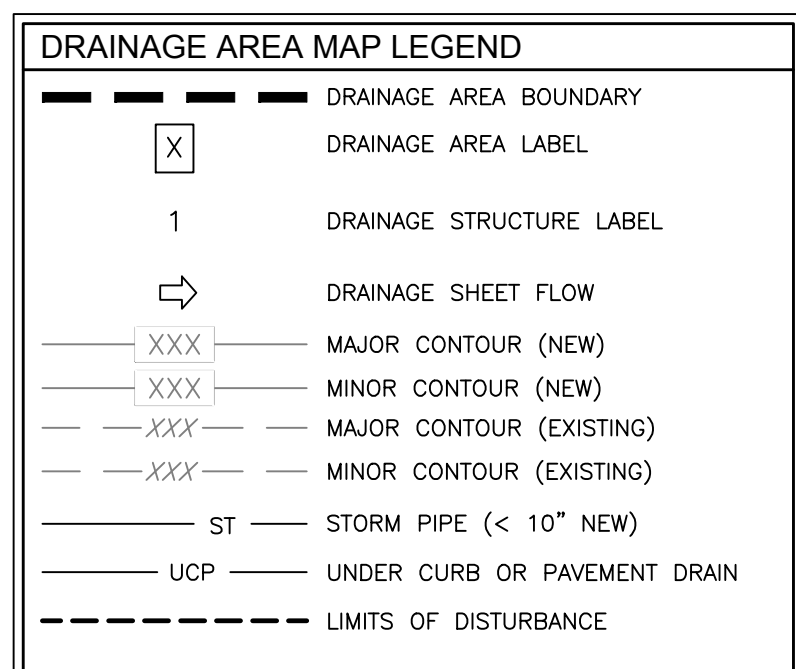 DRAINAGE AREA MAP LEGEND
DRAINAGE AREA BOUNDARY
X DRAINAGE AREA LABEL
1 DRAINAGE STRUCTURE LABEL
DRAINAGE SHEET FLOW
XXX MAJOR CONTOUR (NEW)
XXX MINOR CONTOUR (NEW)
XXX MAJOR CONTOUR (EXISTING)
XXX MINOR CONTOUR (EXISTING)
ST STORM PIPE (< 10" NEW)
UCP UNDER CURB OR PAVEMENT DRAIN
LIMITS OF DISTURBANCE